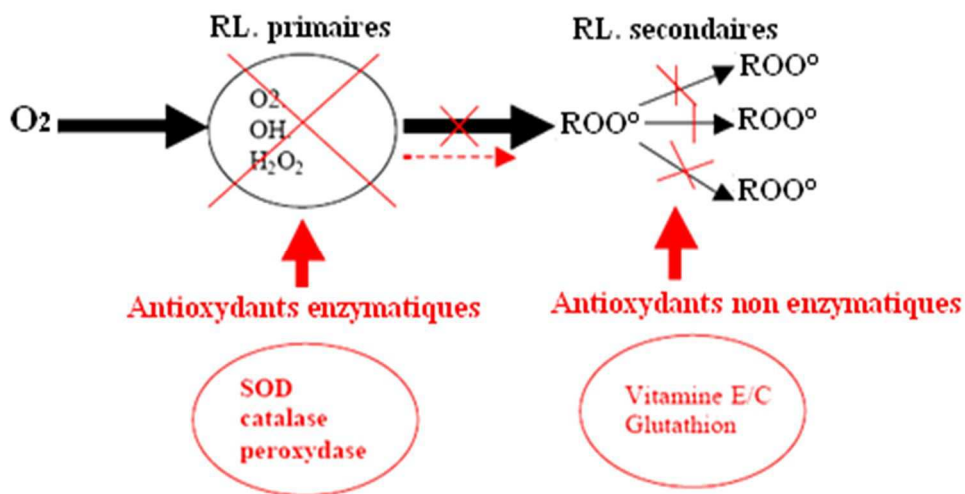 RL. primaires
RL. secondaires
O₂
O2.
OH.
H₂O₂
ROO°
ROO°
ROO°
ROO°
Antioxydants enzymatiques
Antioxydants non enzymatiques
SOD
catalase
peroxydase
Vitamine E/C
Glutathion